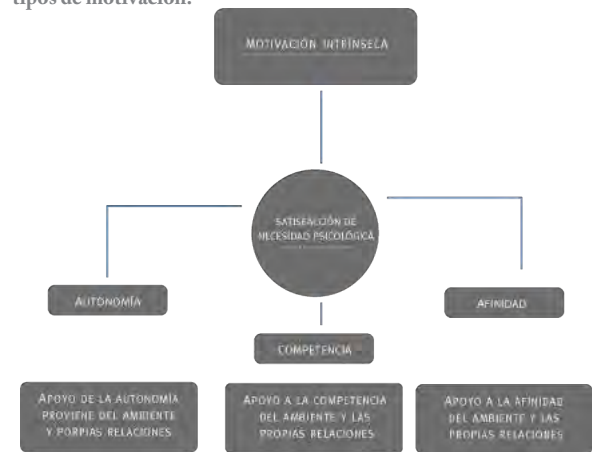 tipos de motivación.
MOTIVACIÓN INTRÍNSECA
SATISFACCIÓN DE
NECESIDAD PSICOLÓGICA
AUTONOMÍA
AFINIDAD
COMPETENCIA
APOYO DE LA AUTONOMÍA
PROVIENE DEL AMBIENTE
Y PORPIAS RELACIONES
APOYO A LA COMPETENCIA
DEL AMBIENTE Y LAS
PROPIAS RELACIONES
APOYO A LA AFINIDAD
DEL AMBIENTE Y LAS
PROPIAS RELACIONES